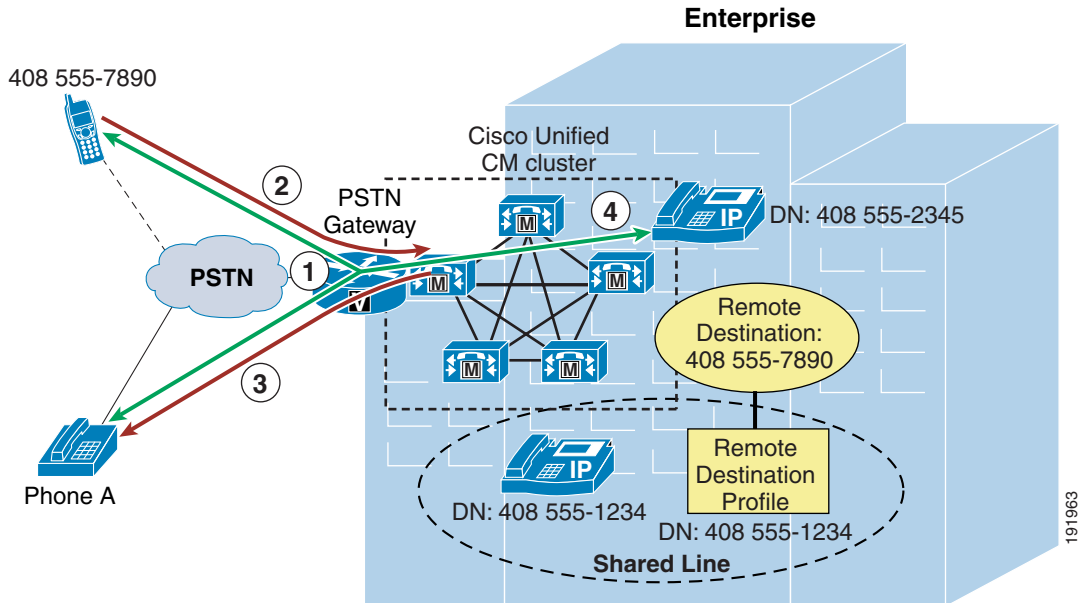 Enterprise
408 555-7890
Cisco Unified
CM cluster
2
PSTN
Gateway
M
4
IP
DN: 408 555-2345
PSTN
1
M
M
V
Remote
Destination:
408 555-7890
M
M
3
IP
Remote
Destination
Profile
Phone A
DN: 408 555-1234
DN: 408 555-1234
Shared Line
191963